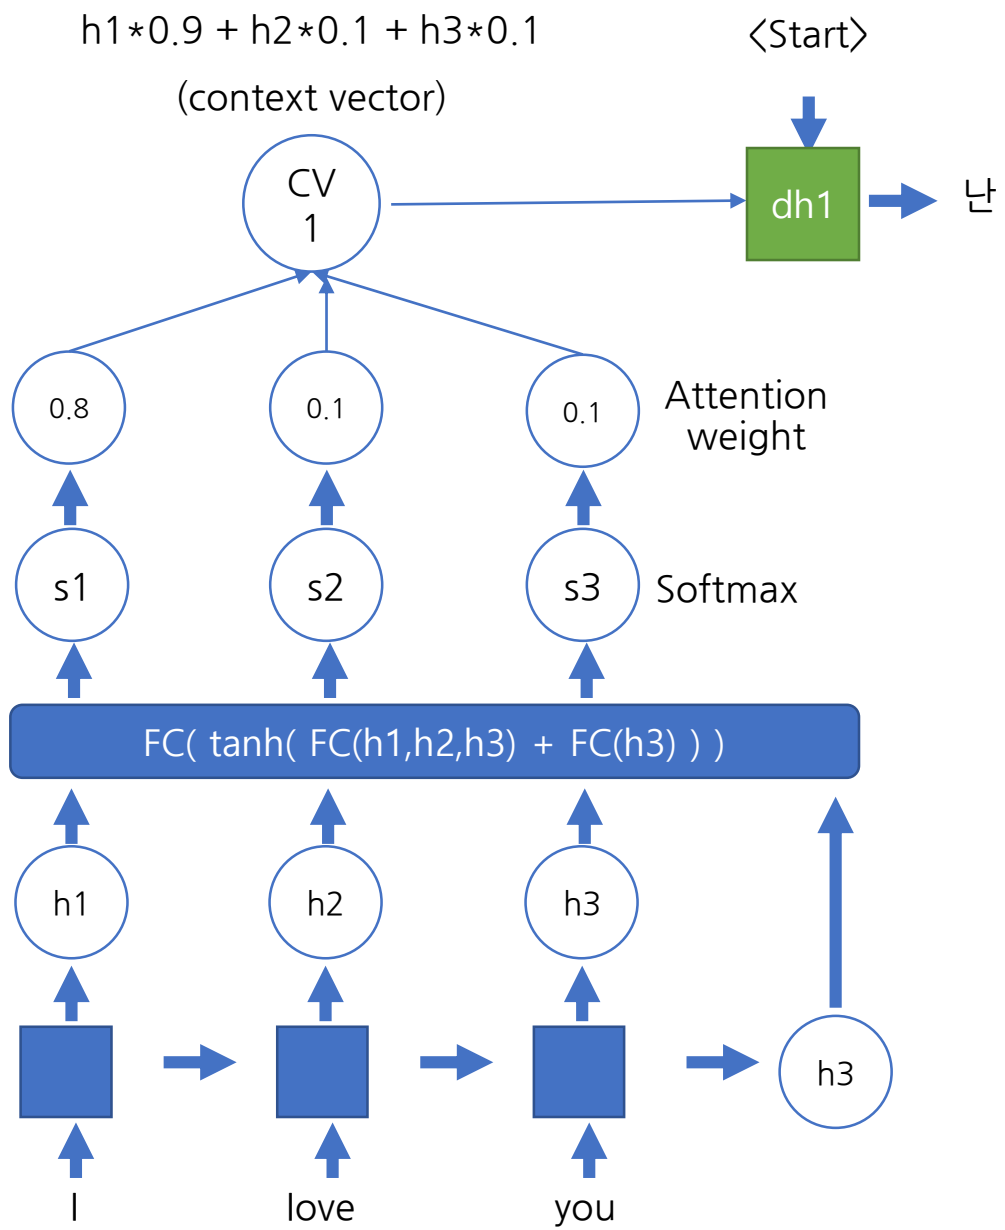 h1*0.9 + h2*0.1 + h3*0.1
(context vector)
<Start>
CV
1
dh1
난
0.8
0.1
0.1
Attention
weight
s1
s2
s3
Softmax
FC( tanh( FC(h1,h2,h3) + FC(h3) ) )
h1
h2
h3
h3
I
love
you